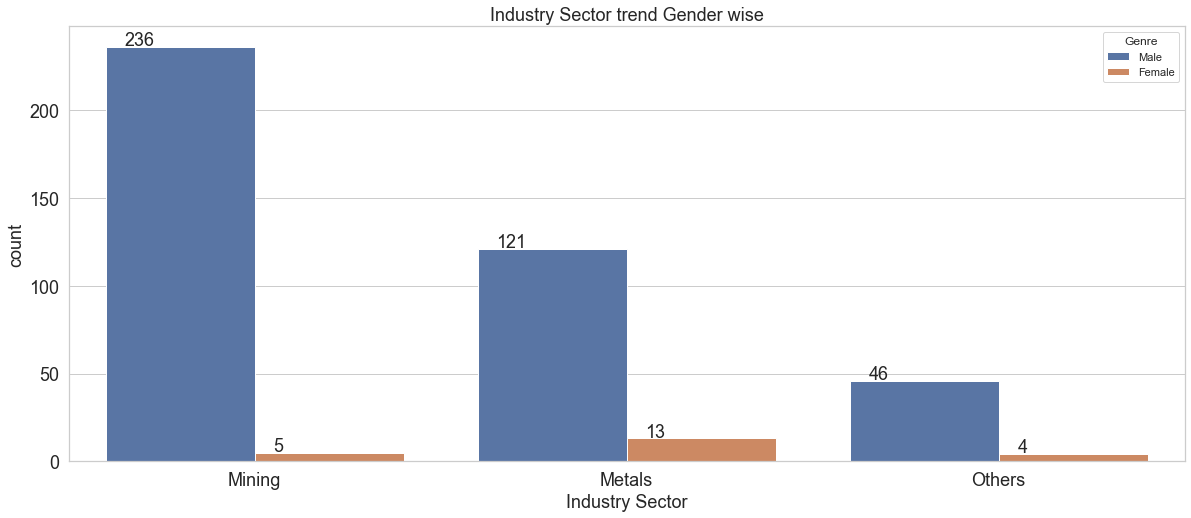 Industry Sector trend Gender wise
Genre
Male
Female
count
200
150
100
50
0
236
5
121
13
46
4
Mining
Metals
Others
Industry Sector